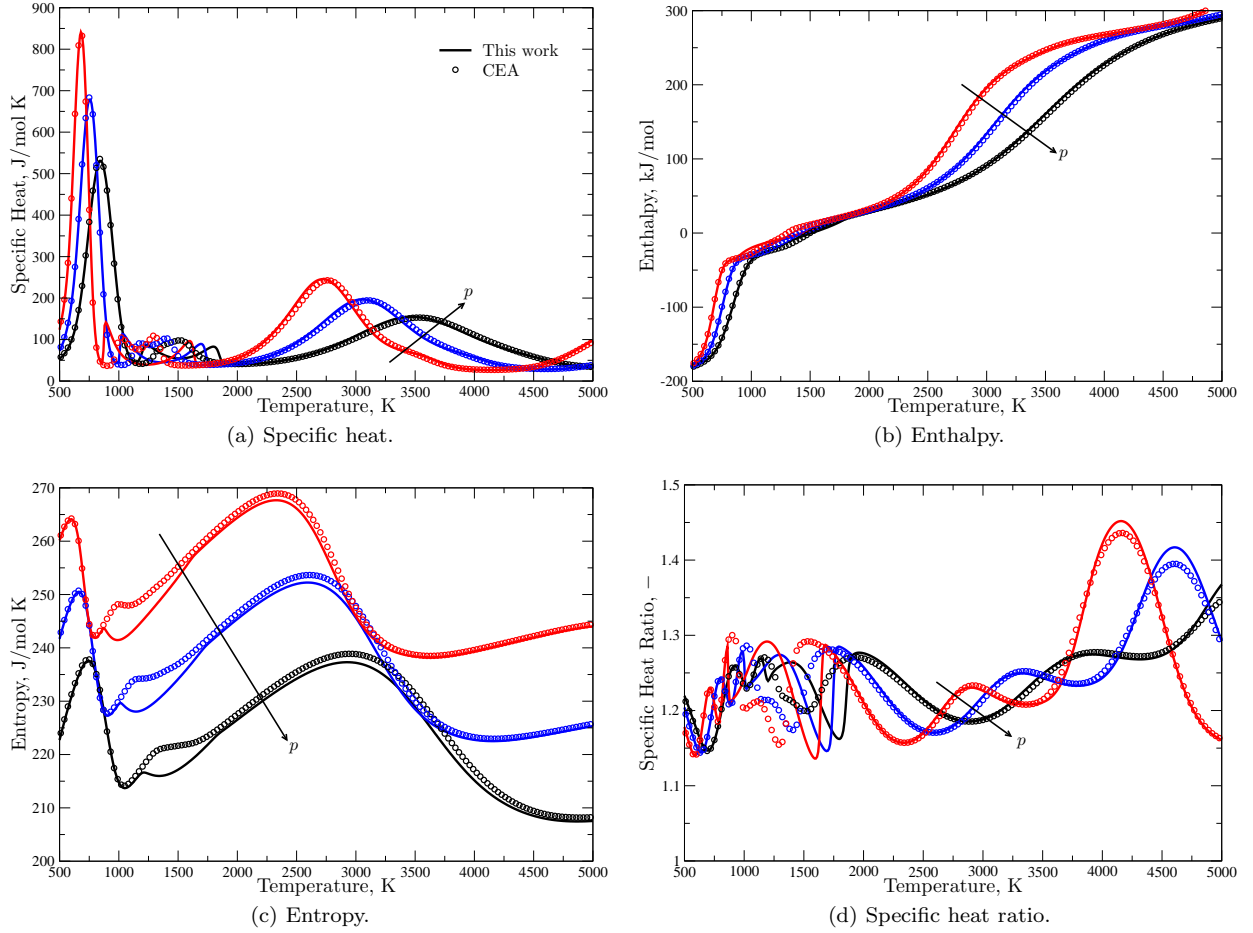 900
800
700
600
500
400
300
200
100
0
Specific Heat, J/mol K
This work
CEA
p
500 1000 1500 2000 2500 3000 3500 4000 4500 5000
Temperature, K
(a) Specific heat.
300
200
100
0
-100
-200
Enthalpy, kJ/mol
p
500 1000 1500 2000 2500 3000 3500 4000 4500 5000
Temperature, K
(b) Enthalpy.
270
260
250
240
230
220
210
200
Entropy, J/mol K
p
500 1000 1500 2000 2500 3000 3500 4000 4500 5000
Temperature, K
(c) Entropy.
1.5
1.4
1.3
1.2
1.1
1
Specific Heat Ratio, −
p
500 1000 1500 2000 2500 3000 3500 4000 4500 5000
Temperature, K
(d) Specific heat ratio.